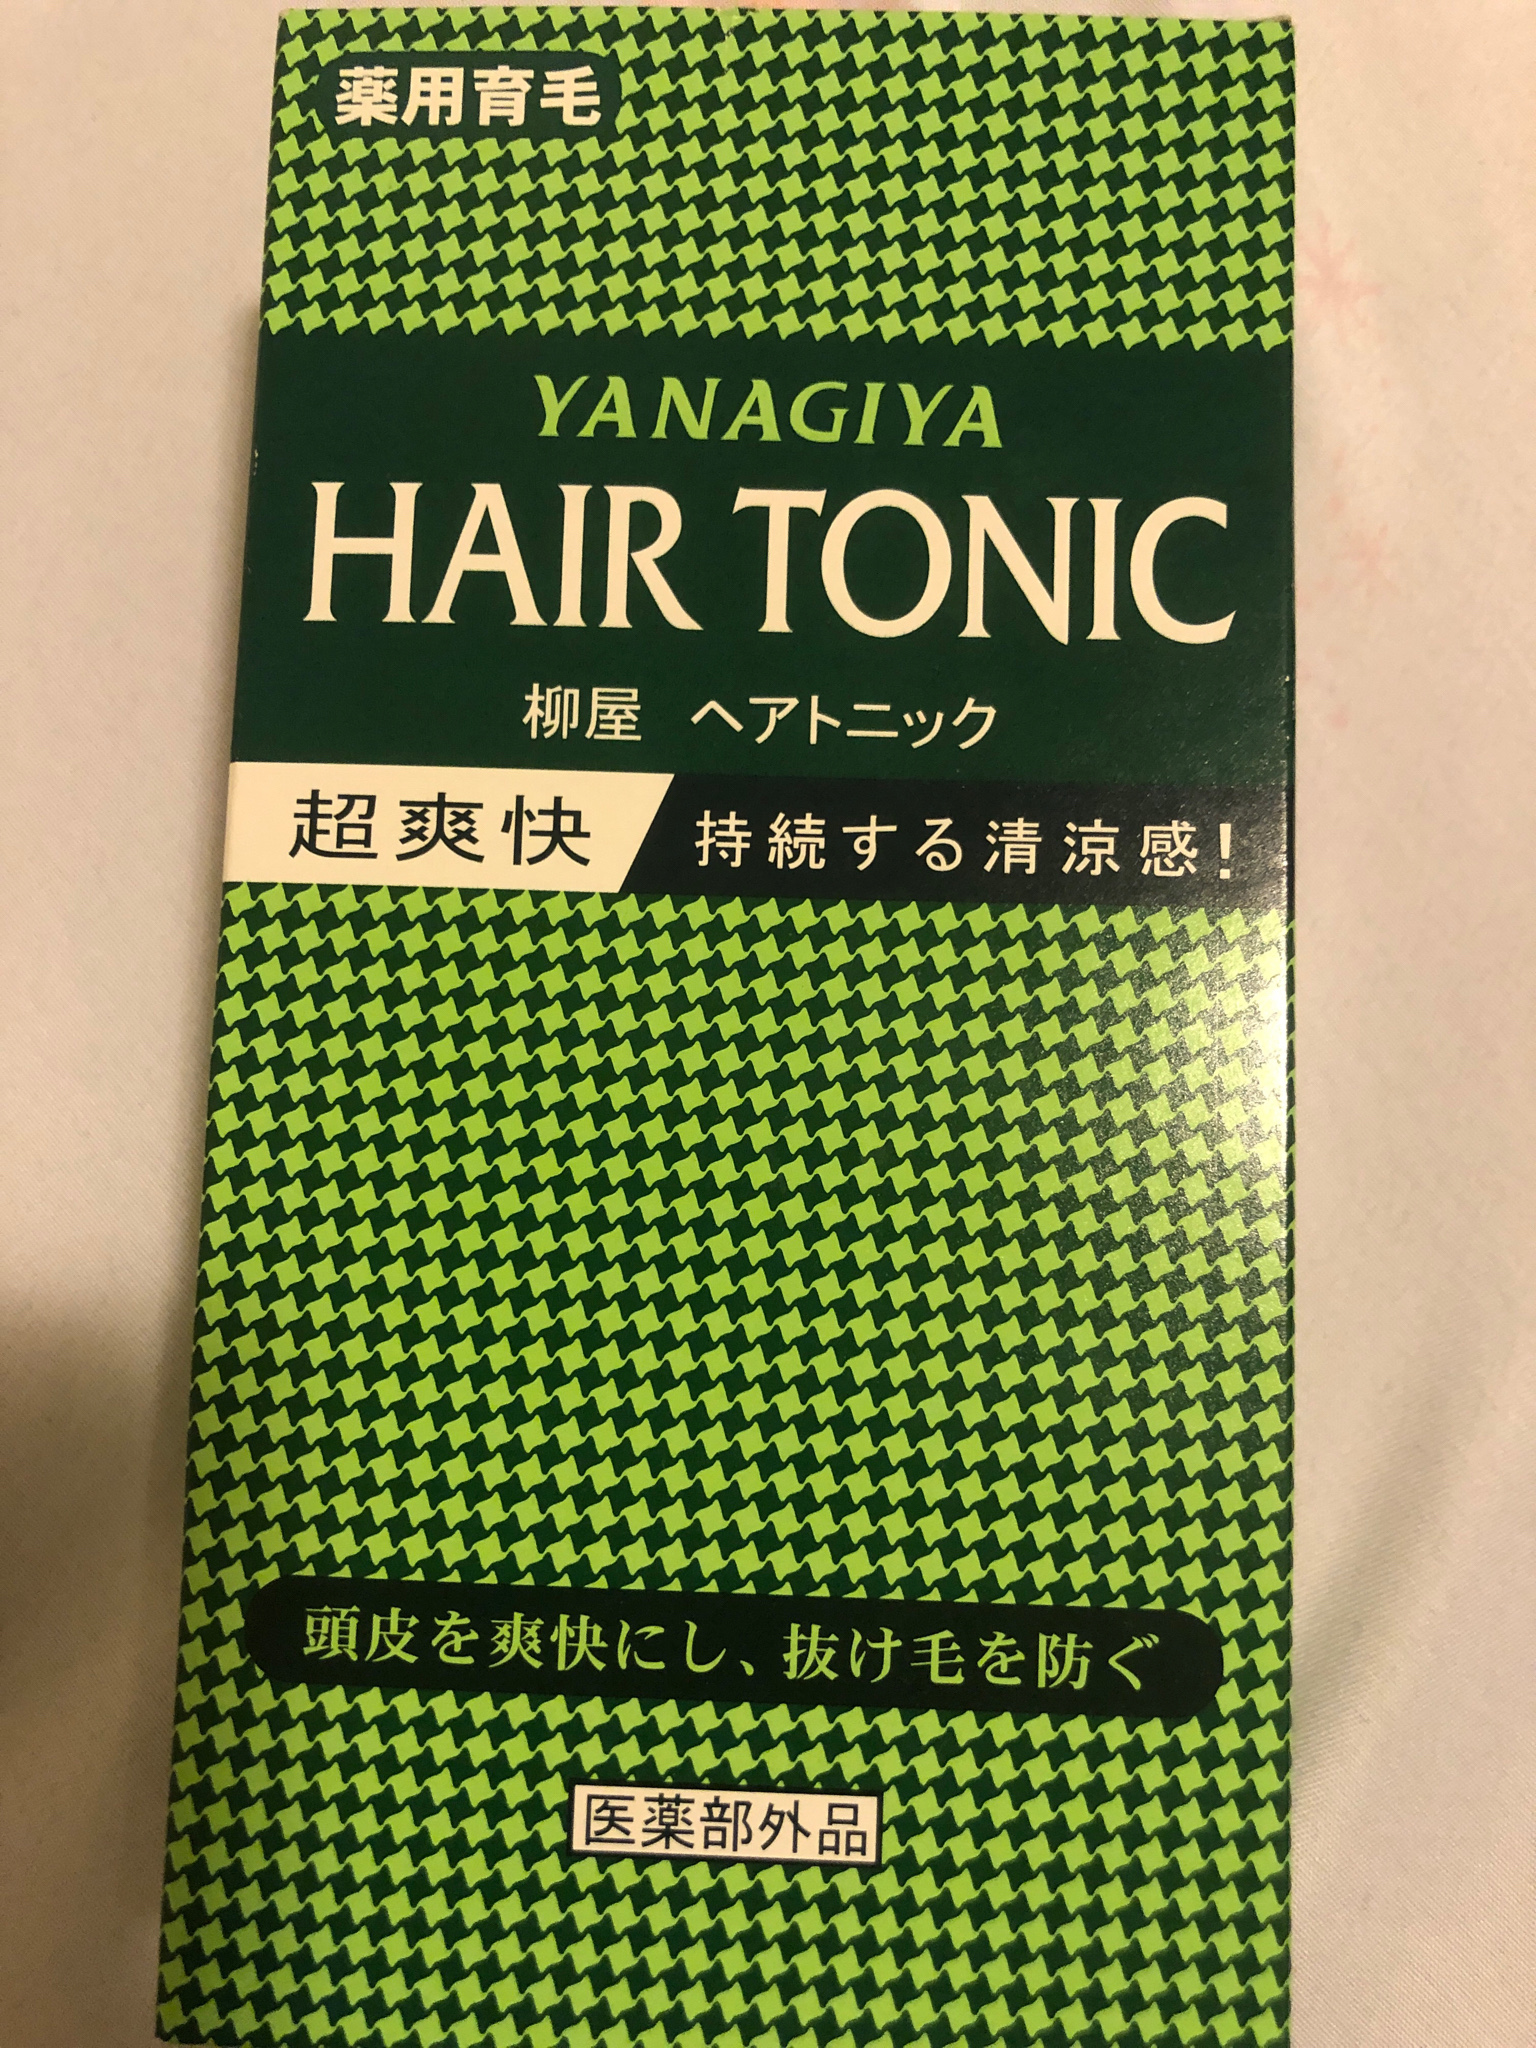 薬用育毛
YANAGIYA
HAIR TONIC
柳屋 ヘアトニック
超爽快 持続する清涼感!
頭皮を爽快にし、抜け毛を防ぐ
医薬部外品